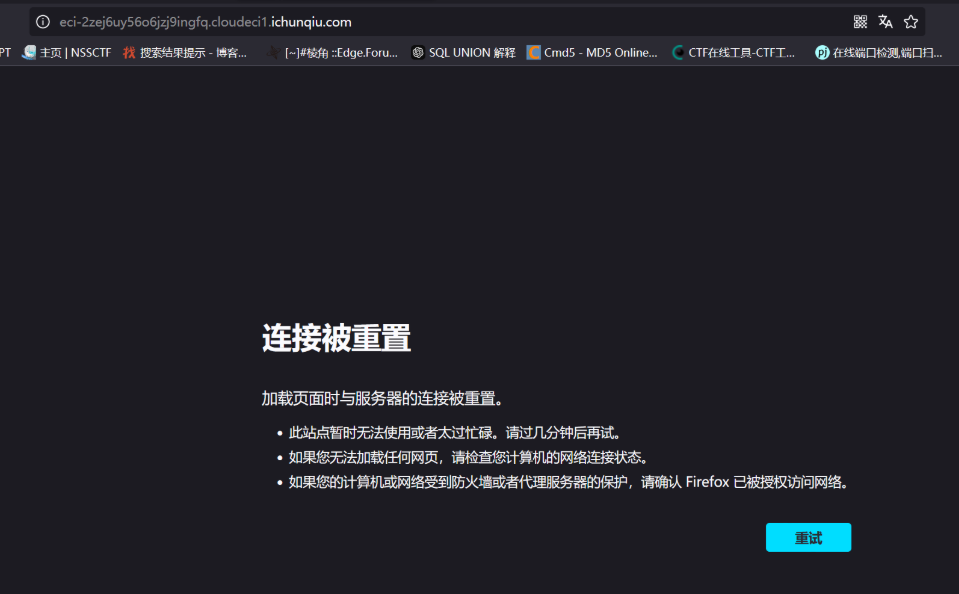 eci-2zej6uy56o6jzj9ingfq.cloudeci1.ichunqiu.com
PT 主页 | NSSCTF 搜索结果提示 - 博客... [~]#棱角 ::Edge.Foru... SQL UNION 解释 Cmd5 - MD5 Online... CTF在线工具-CTF工... 在线端口检测,端口扫...
连接被重置
加载页面时与服务器的连接被重置。
• 此站点暂时无法使用或者太过忙碌。请过几分钟后再试。
• 如果您无法加载任何网页，请检查您计算机的网络连接状态。
• 如果您的计算机或网络受到防火墙或者代理服务器的保护，请确认 Firefox 已被授权访问网络。
重试